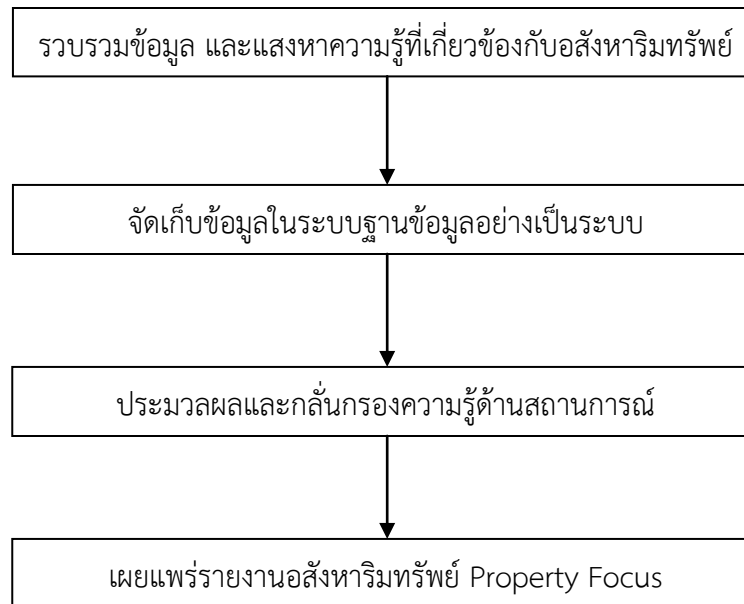 รวบรวมข้อมูล และแสงหาความรู้ที่เกี่ยวข้องกับอสังหาริมทรัพย์
จัดเก็บข้อมูลในระบบฐานข้อมูลอย่างเป็นระบบ
ประมวลผลและกลั่นกรองความรู้ด้านสถานการณ์
เผยแพร่รายงานอสังหาริมทรัพย์ Property Focus